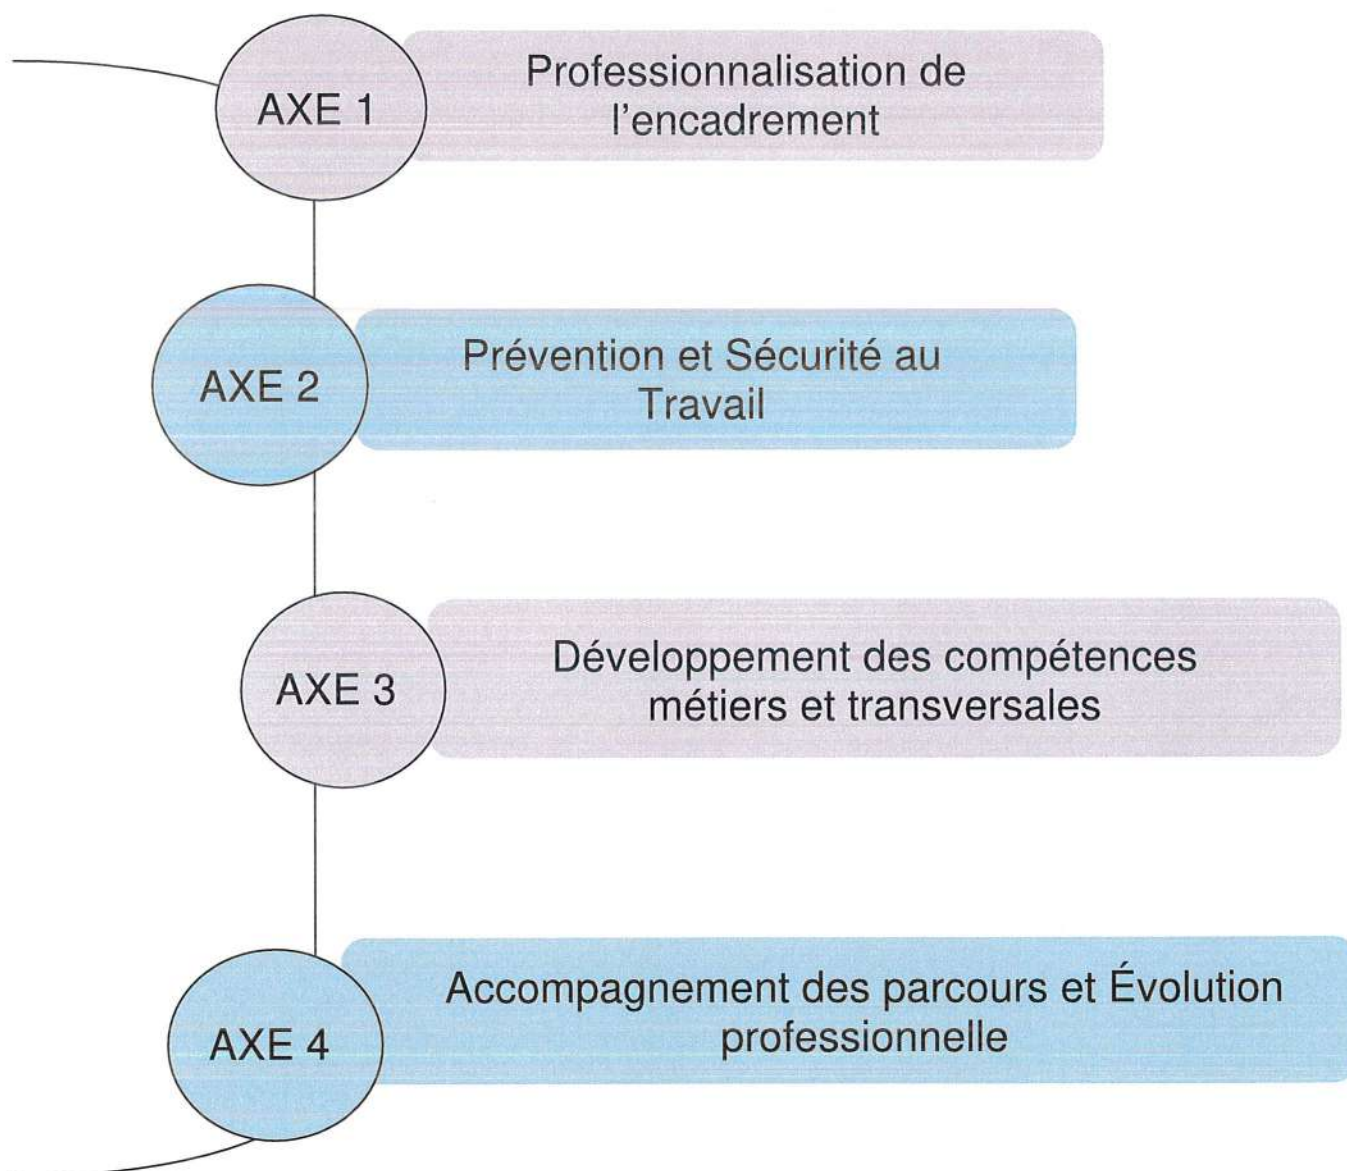 AXE 1
Professionnalisation de
l'encadrement
AXE 2
Prévention et Sécurité au
Travail
AXE 3
Développement des compétences
métiers et transversales
AXE 4
Accompagnement des parcours et Évolution
professionnelle